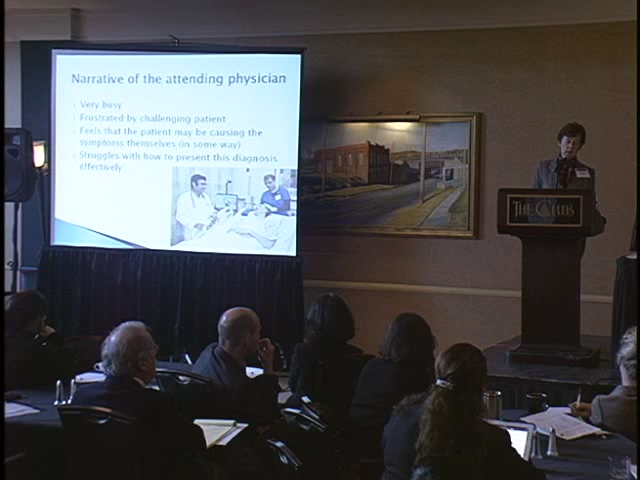 Narrative of the attending physician
Very busy
Frustrated by challenging patient
Feels that the patient may be causing the
symptoms themselves (in some way)
Struggles with how to present this diagnosis
effectively
THE CLUB